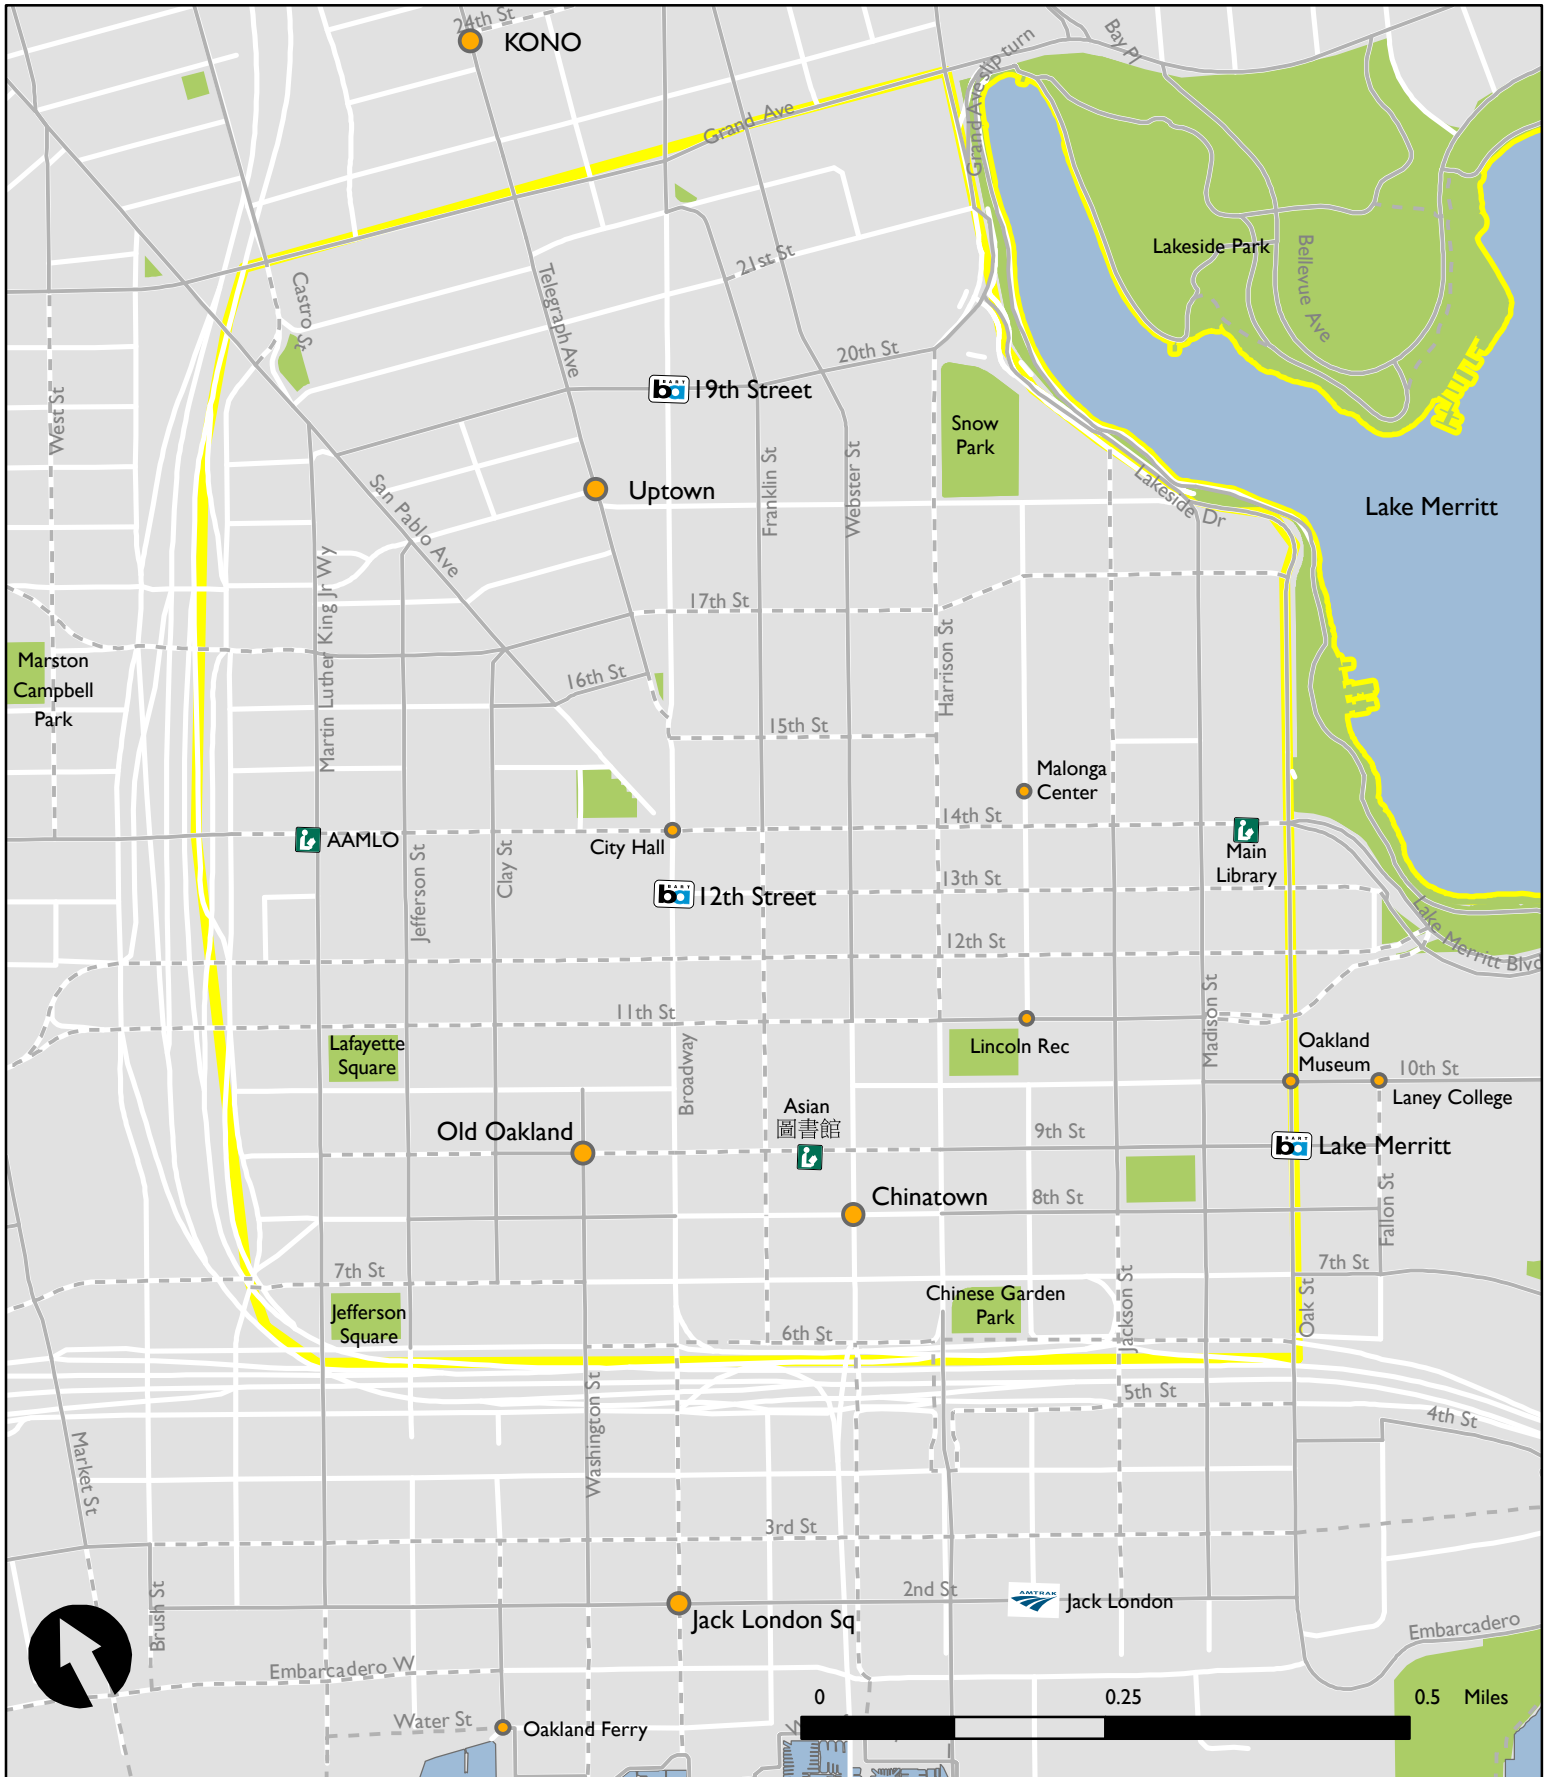 24th St
KONO
Bay Pl
Grand Ave slip turn
Grand Ave
Lakeside Park
Bellevue Ave
21st St
Castro St
Telegraph Ave
20th St
BART
ba
19th Street
West St
Snow
Park
Franklin St
Webster St
San Pablo Ave
Uptown
Lakeside Dr
Lake Merritt
Martin Luther King Jr Wy
17th St
Harrison St
Marston
Campbell
Park
16th St
15th St
Malonga
Center
14th St
AAMLO
City Hall
Main
Library
Jefferson St
Clay St
BART
ba
12th Street
13th St
Lake Merritt Blvd
12th St
Madison St
11th St
Lafayette
Square
Broadway
Lincoln Rec
Oakland
Museum
10th St
Laney College
Asian
圖書館
Old Oakland
9th St
BART
ba
Lake Merritt
Chinatown
8th St
Fallon St
7th St
7th St
Jefferson
Square
Chinese Garden
Park
Jackson St
Oak St
6th St
5th St
Washington St
4th St
Market St
3rd St
Brush St
2nd St
AMTRAK
Jack London
Jack London Sq
Embarcadero
Embarcadero W
Water St
Oakland Ferry
0
0.25
0.5
Miles